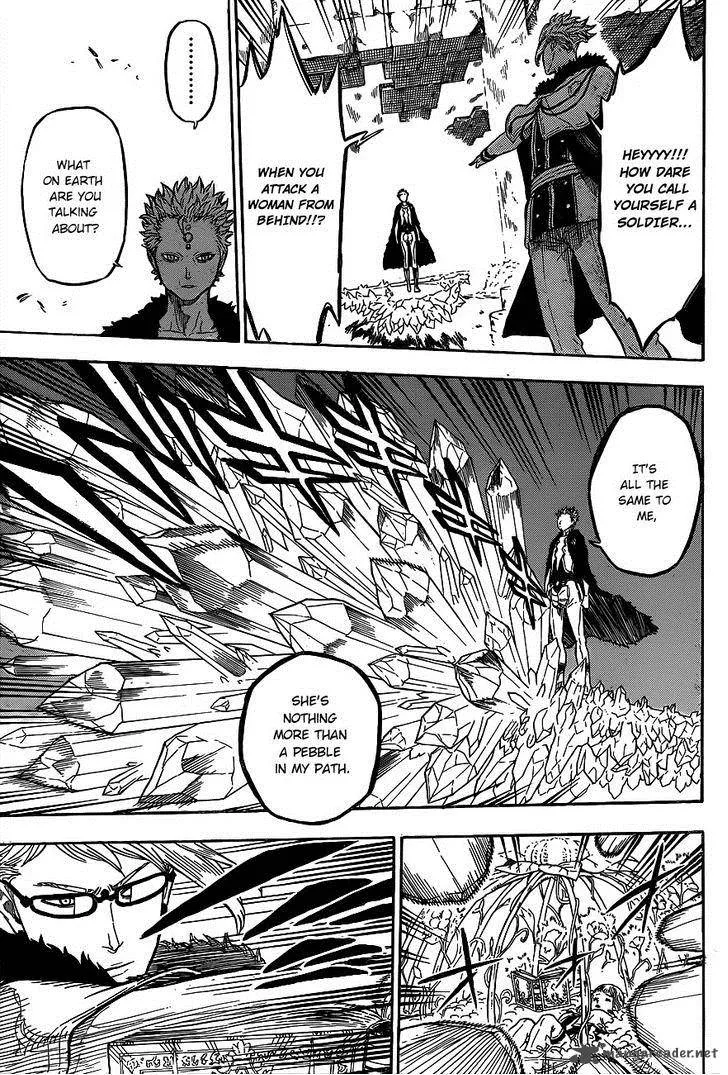 HEYYYY!!!
HOW DARE
YOU CALL
YOURSELF
A
SOLDIER...
WHEN YOU
ATTACK A
WOMAN FROM
BEHIND!!?
.........
WHAT
ON EARTH
ARE YOU
TALKING
ABOUT?
IT'S
ALL THE
SAME TO
ME,
SHE'S
NOTHING
MORE THAN
A PEBBLE
IN MY PATH.
mangareader.net